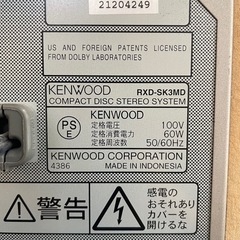 21204249
US AND FOREIGN PATENTS LICENSED
FROM DOLBY LABORATORIES
KENWOOD RXD-SK3MD
COMPACT DISC STEREO SYSTEM
KENWOOD
PS
E
定格電圧 100V
定格消費電力 60W
定格周波数 50/60Hz
KENWOOD CORPORATION
4386 MADE IN INDONESIA
警告
感電の
おそれあり
カバーを
開けるな